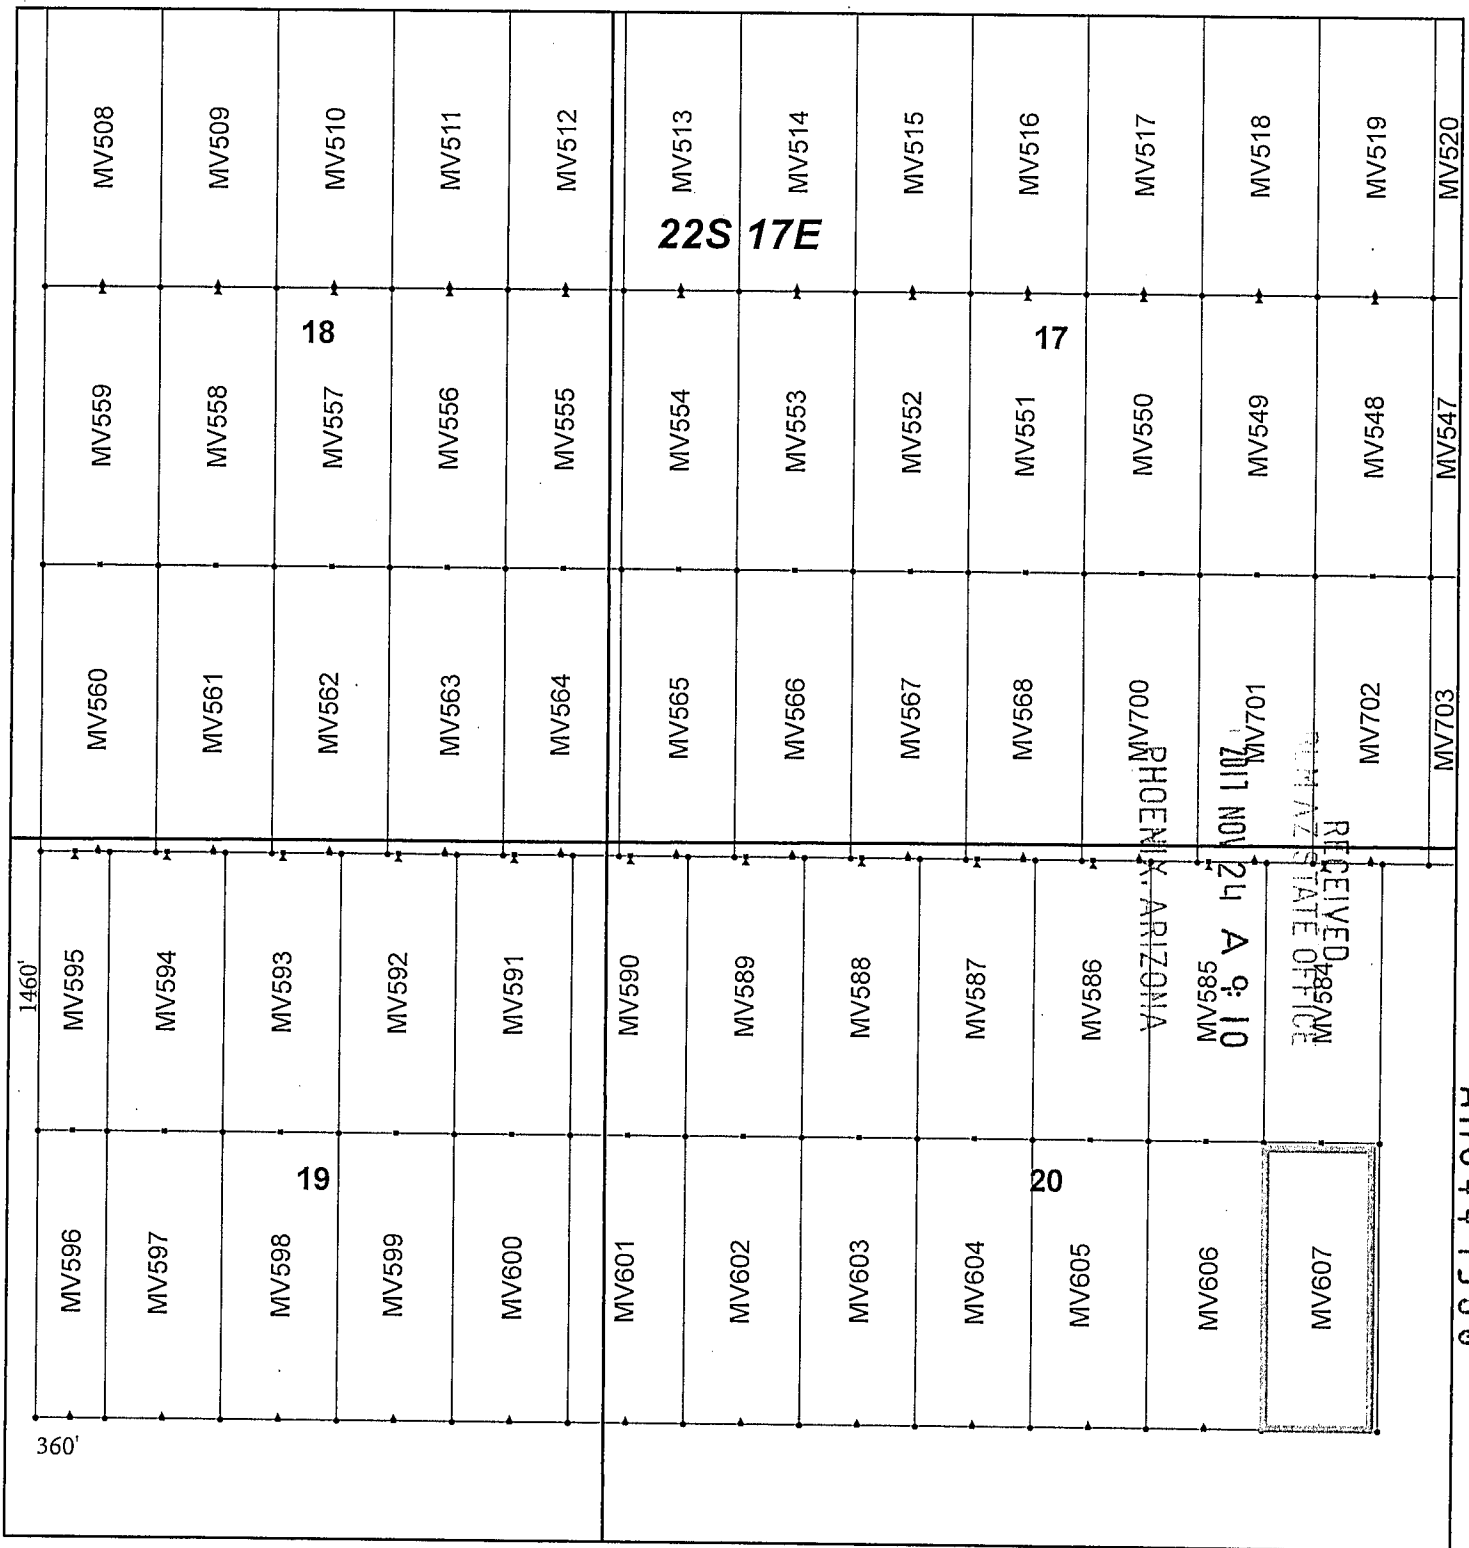 MV508 MV509 MV510 MV511 MV512 MV513 MV514 MV515 MV516 MV517 MV518 MV519 MV520
22S 17E
18 17
MV559 MV558 MV557 MV556 MV555 MV554 MV553 MV552 MV551 MV550 MV549 MV548 MV547
MV560 MV561 MV562 MV563 MV564 MV565 MV566 MV567 MV568 MV700 MV701 MV702 MV703
RECEIVED
AZ STATE OFFICE
2017 NOV 24 A 9:10
PHOENIX, ARIZONA
1460'
MV595 MV594 MV593 MV592 MV591 MV590 MV589 MV588 MV587 MV586 MV585 MV584
19 20
MV596 MV597 MV598 MV599 MV600 MV601 MV602 MV603 MV604 MV605 MV606 MV607
360'